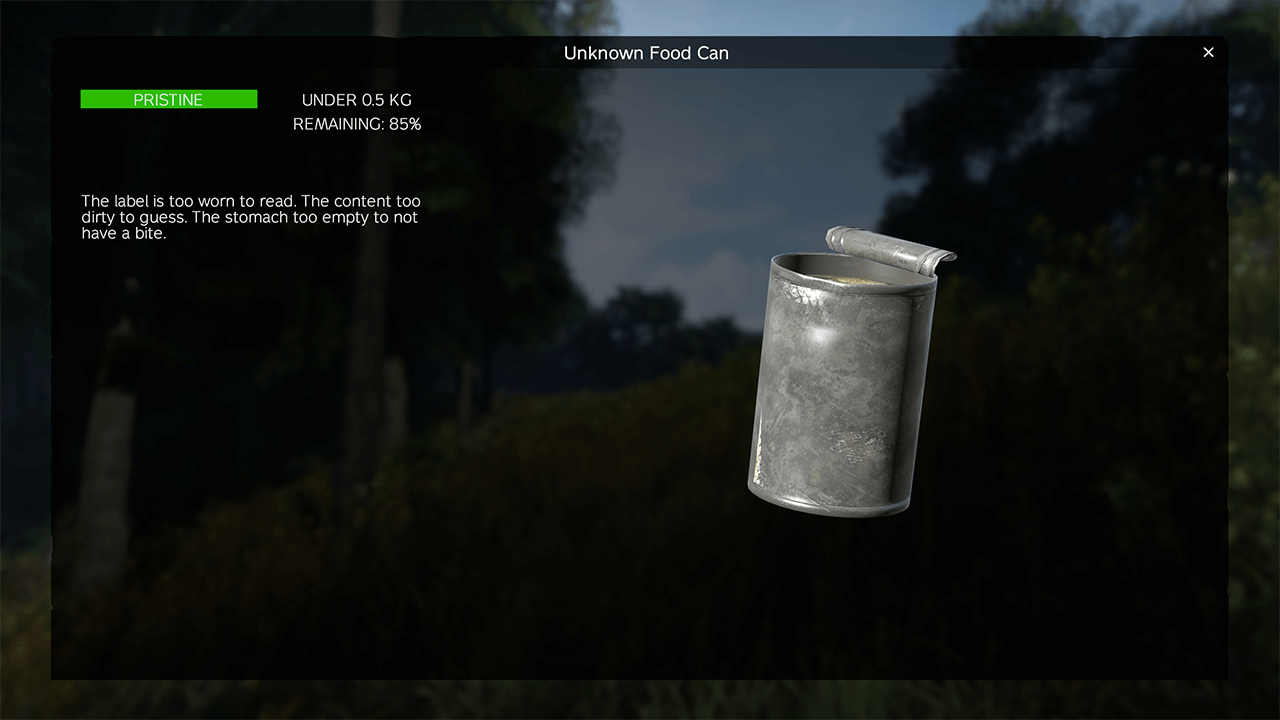 Unknown Food Can
PRISTINE
UNDER 0.5 KG
REMAINING: 85%
The label is too worn to read. The content too
dirty to guess. The stomach too empty to not
have a bite.